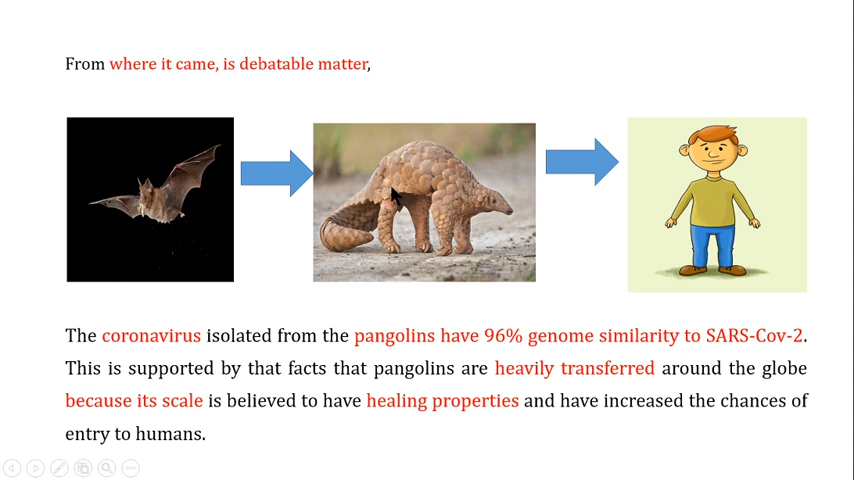 From where it came, is debatable matter,
The coronavirus isolated from the pangolins have 96% genome similarity to SARS-Cov-2.
This is supported by that facts that pangolins are heavily transferred around the globe
because its scale is believed to have healing properties and have increased the chances of
entry to humans.